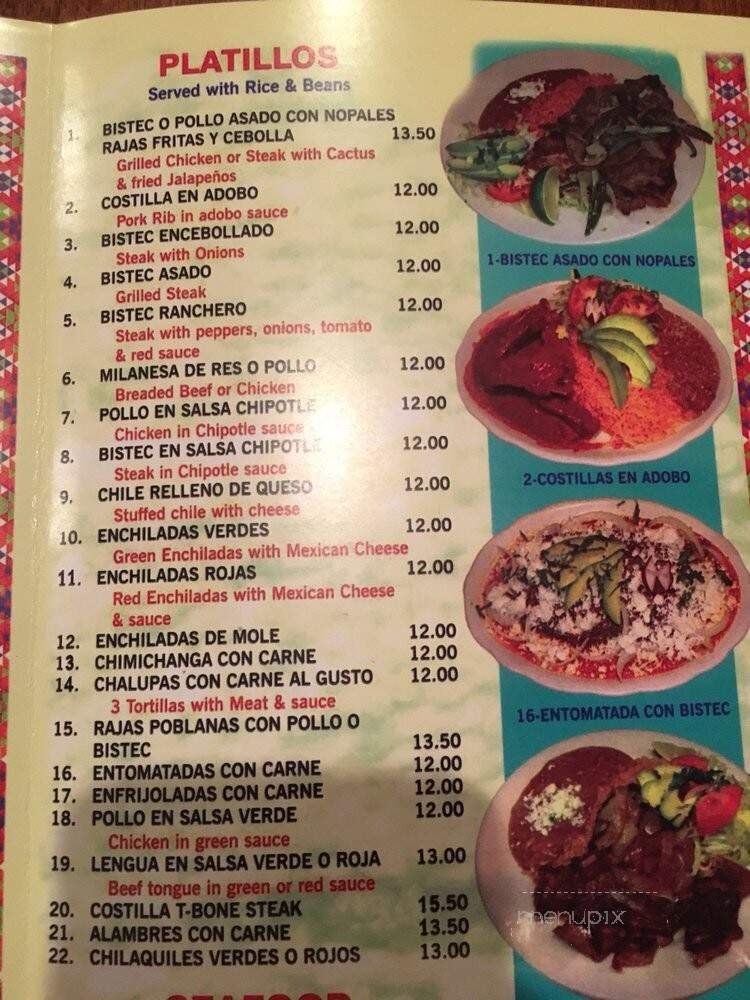 PLATILLOS
Served with Rice & Beans
1. BISTEC O POLLO ASADO CON NOPALES
RAJAS FRITAS Y CEBOLLA 13.50
Grilled Chicken or Steak with Cactus
& fried Jalapeños
2. COSTILLA EN ADOBO 12.00
Pork Rib in adobo sauce
3. BISTEC ENCEBOLLADO 12.00
Steak with Onions
4. BISTEC ASADO 12.00
Grilled Steak
5. BISTEC RANCHERO 12.00
Steak with peppers, onions, tomato
& red sauce
6. MILANESA DE RES O POLLO 12.00
Breaded Beef or Chicken
7. POLLO EN SALSA CHIPOTLE 12.00
Chicken in Chipotle sauce
8. BISTEC EN SALSA CHIPOTLE 12.00
Steak in Chipotle sauce
9. CHILE RELLENO DE QUESO 12.00
Stuffed chile with cheese
10. ENCHILADAS VERDES 12.00
Green Enchiladas with Mexican Cheese
11. ENCHILADAS ROJAS 12.00
Red Enchiladas with Mexican Cheese
& sauce
12. ENCHILADAS DE MOLE 12.00
13. CHIMICHANGA CON CARNE 12.00
14. CHALUPAS CON CARNE AL GUSTO 12.00
3 Tortillas with Meat & sauce
15. RAJAS POBLANAS CON POLLO O
BISTEC 13.50
16. ENTOMATADAS CON CARNE 12.00
17. ENFRIJOLADAS CON CARNE 12.00
18. POLLO EN SALSA VERDE 12.00
Chicken in green sauce
19. LENGUA EN SALSA VERDE O ROJA 13.00
Beef tongue in green or red sauce
20. COSTILLA T-BONE STEAK 15.50
21. ALAMBRES CON CARNE 13.50
22. CHILAQUILES VERDES O ROJOS 13.00
SEAFOOD
1-BISTEC ASADO CON NOPALES
2-COSTILLAS EN ADOBO
16-ENTOMATADA CON BISTEC
menupix